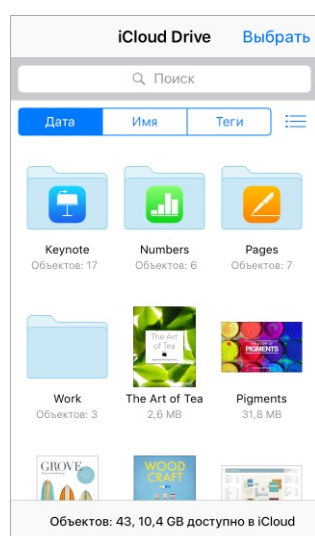 iCloud Drive Выбрать
Поиск
Дата Имя Теги
Keynote Numbers Pages
Объектов: 17 Объектов: 6 Объектов: 7
The Art
of Tea
PIGMENTS
Work The Art of Tea Pigments
Объектов: 3 2,6 MB 31,8 MB
GROVE WOOD
CRAFT
Объектов: 43, 10,4 GB доступно в iCloud